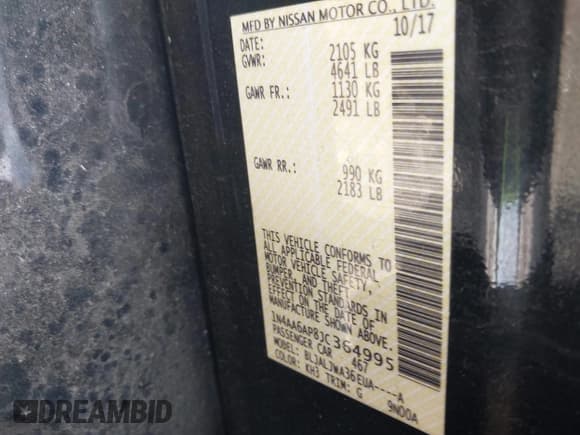 MFD BY NISSAN MOTOR CO., LTD.
DATE: 10/17
GVWR: 2105 KG
4641 LB
GAWR FR.: 1130 KG
2491 LB
GAWR RR.: 990 KG
2183 LB
THIS VEHICLE CONFORMS TO
ALL APPLICABLE FEDERAL
MOTOR VEHICLE SAFETY,
BUMPER, AND THEFT
PREVENTION STANDARDS IN
EFFECT ON THE DATE OF
MANUFACTURE SHOWN ABOVE.
1N4AA6AP8JC364995
PASSENGER CAR 467
MODEL: BLJALJWA36EUA-----A
COLOR: KH3 TRIM: G 9N00A
DREAMBID